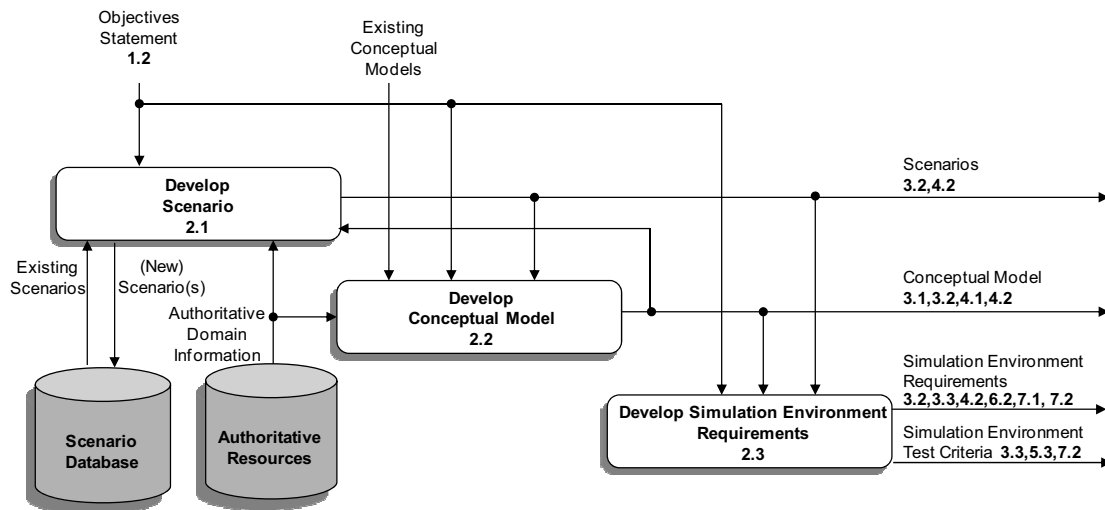 Objectives
Statement
1.2
Existing
Conceptual
Models
Develop
Scenario
2.1
Scenarios
3.2,4.2
Existing
Scenarios
(New)
Scenario(s)
Authoritative
Domain
Information
Develop
Conceptual Model
2.2
Conceptual Model
3.1,3.2,4.1,4.2
Scenario
Database
Authoritative
Resources
Develop Simulation Environment
Requirements
2.3
Simulation Environment
Requirements
3.2,3.3,4.2,6.2,7.1, 7.2
Simulation Environment
Test Criteria 3.3,5.3,7.2